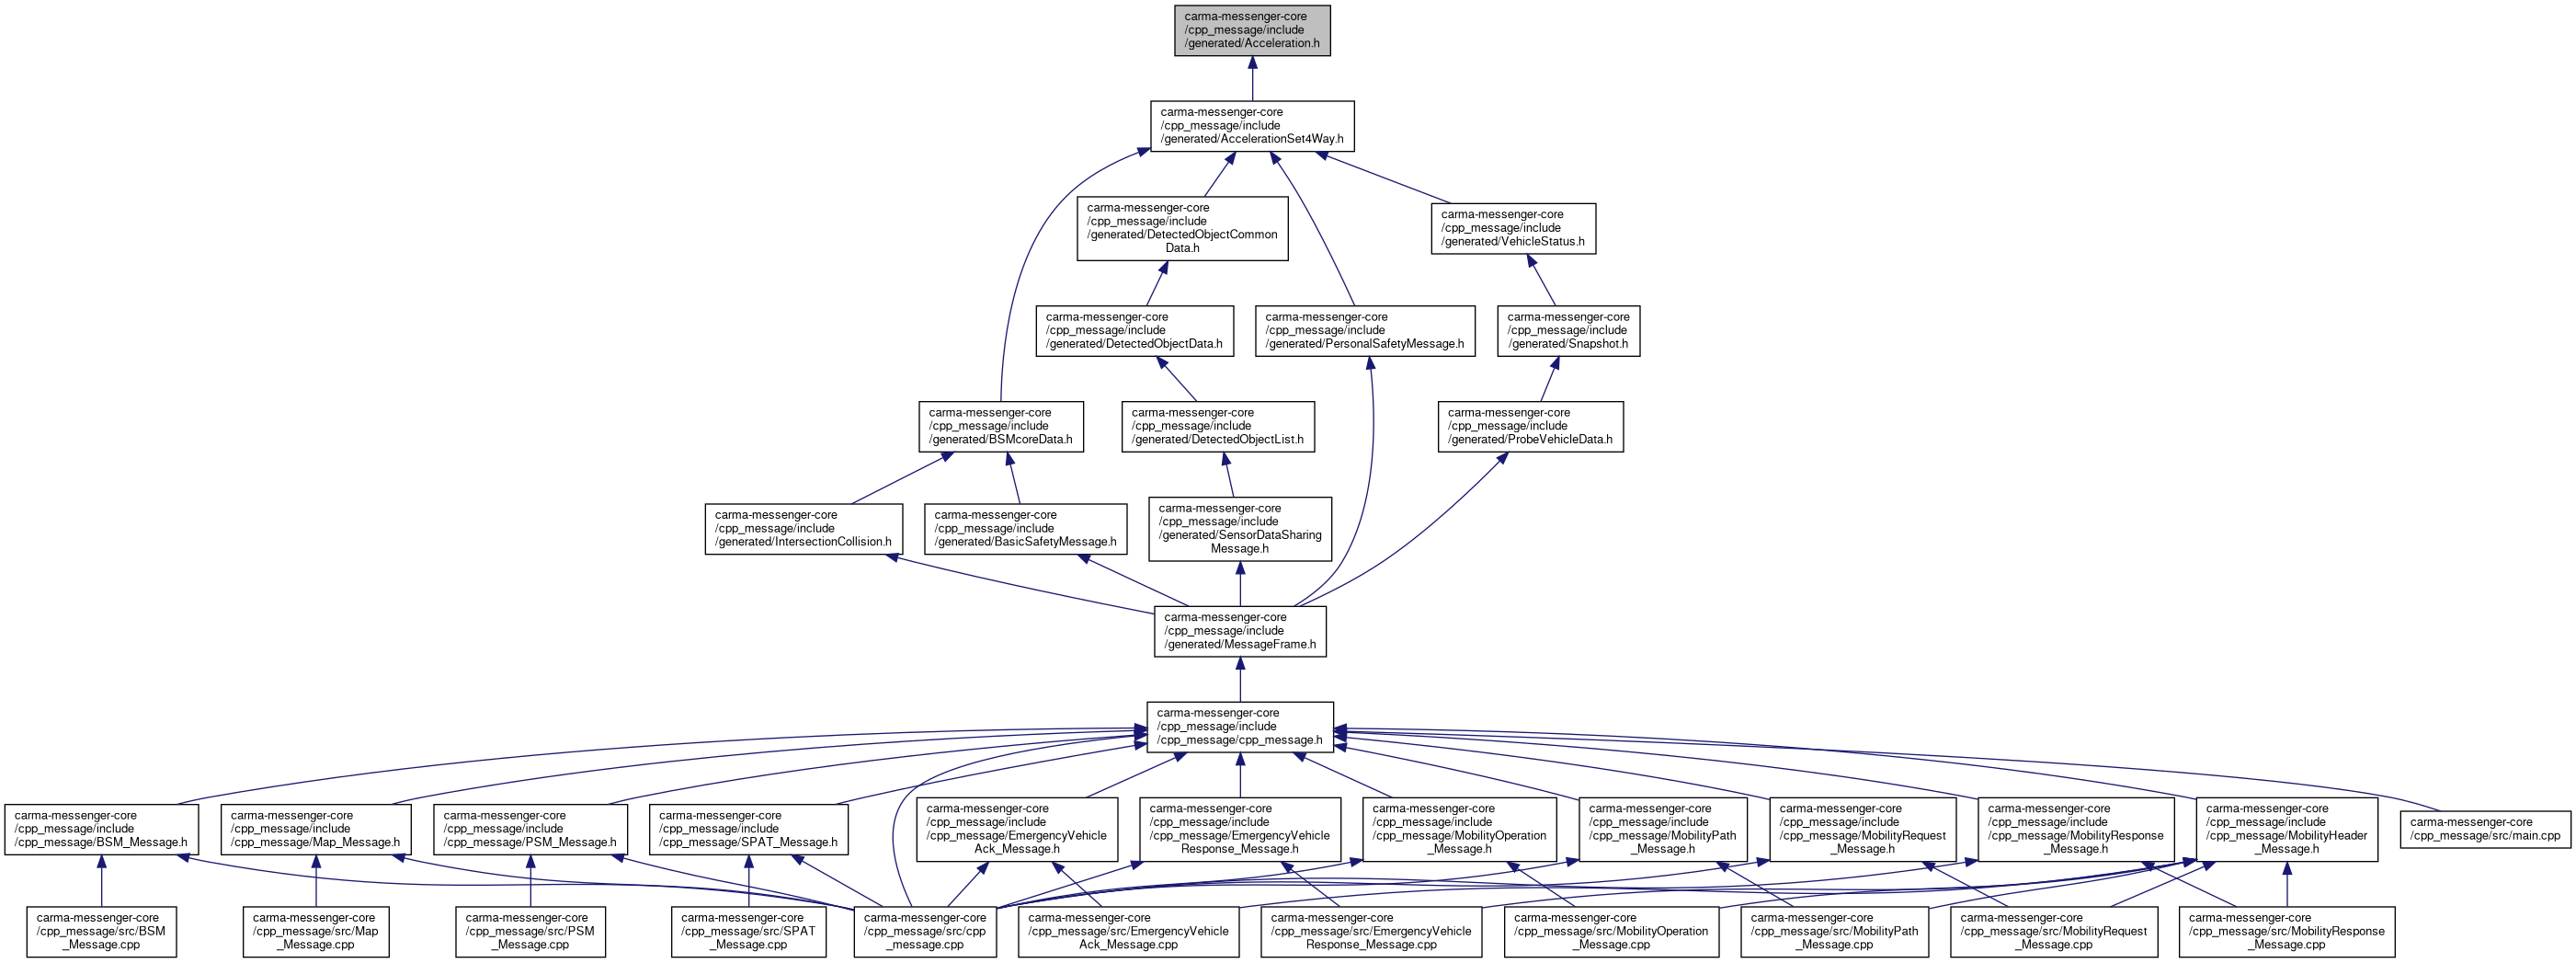 carma-messenger-core
/cpp_message/include
/generated/Acceleration.h
carma-messenger-core
/cpp_message/include
/generated/AccelerationSet4Way.h
carma-messenger-core
/cpp_message/include
/generated/DetectedObjectCommon
Data.h
carma-messenger-core
/cpp_message/include
/generated/VehicleStatus.h
carma-messenger-core
/cpp_message/include
/generated/DetectedObjectData.h
carma-messenger-core
/cpp_message/include
/generated/PersonalSafetyMessage.h
carma-messenger-core
/cpp_message/include
/generated/Snapshot.h
carma-messenger-core
/cpp_message/include
/generated/BSMcoreData.h
carma-messenger-core
/cpp_message/include
/generated/DetectedObjectList.h
carma-messenger-core
/cpp_message/include
/generated/ProbeVehicleData.h
carma-messenger-core
/cpp_message/include
/generated/IntersectionCollision.h
carma-messenger-core
/cpp_message/include
/generated/BasicSafetyMessage.h
carma-messenger-core
/cpp_message/include
/generated/SensorDataSharing
Message.h
carma-messenger-core
/cpp_message/include
/generated/MessageFrame.h
carma-messenger-core
/cpp_message/include
/cpp_message/cpp_message.h
carma-messenger-core
/cpp_message/include
/cpp_message/BSM_Message.h
carma-messenger-core
/cpp_message/include
/cpp_message/Map_Message.h
carma-messenger-core
/cpp_message/include
/cpp_message/PSM_Message.h
carma-messenger-core
/cpp_message/include
/cpp_message/SPAT_Message.h
carma-messenger-core
/cpp_message/include
/cpp_message/EmergencyVehicle
Ack_Message.h
carma-messenger-core
/cpp_message/include
/cpp_message/EmergencyVehicle
Response_Message.h
carma-messenger-core
/cpp_message/include
/cpp_message/MobilityOperation
_Message.h
carma-messenger-core
/cpp_message/include
/cpp_message/MobilityPath
_Message.h
carma-messenger-core
/cpp_message/include
/cpp_message/MobilityRequest
_Message.h
carma-messenger-core
/cpp_message/include
/cpp_message/MobilityResponse
_Message.h
carma-messenger-core
/cpp_message/include
/cpp_message/MobilityHeader
_Message.h
carma-messenger-core
/cpp_message/src/main.cpp
carma-messenger-core
/cpp_message/src/BSM
_Message.cpp
carma-messenger-core
/cpp_message/src/Map
_Message.cpp
carma-messenger-core
/cpp_message/src/PSM
_Message.cpp
carma-messenger-core
/cpp_message/src/SPAT
_Message.cpp
carma-messenger-core
/cpp_message/src/cpp
_message.cpp
carma-messenger-core
/cpp_message/src/EmergencyVehicle
Ack_Message.cpp
carma-messenger-core
/cpp_message/src/EmergencyVehicle
Response_Message.cpp
carma-messenger-core
/cpp_message/src/MobilityOperation
_Message.cpp
carma-messenger-core
/cpp_message/src/MobilityPath
_Message.cpp
carma-messenger-core
/cpp_message/src/MobilityRequest
_Message.cpp
carma-messenger-core
/cpp_message/src/MobilityResponse
_Message.cpp